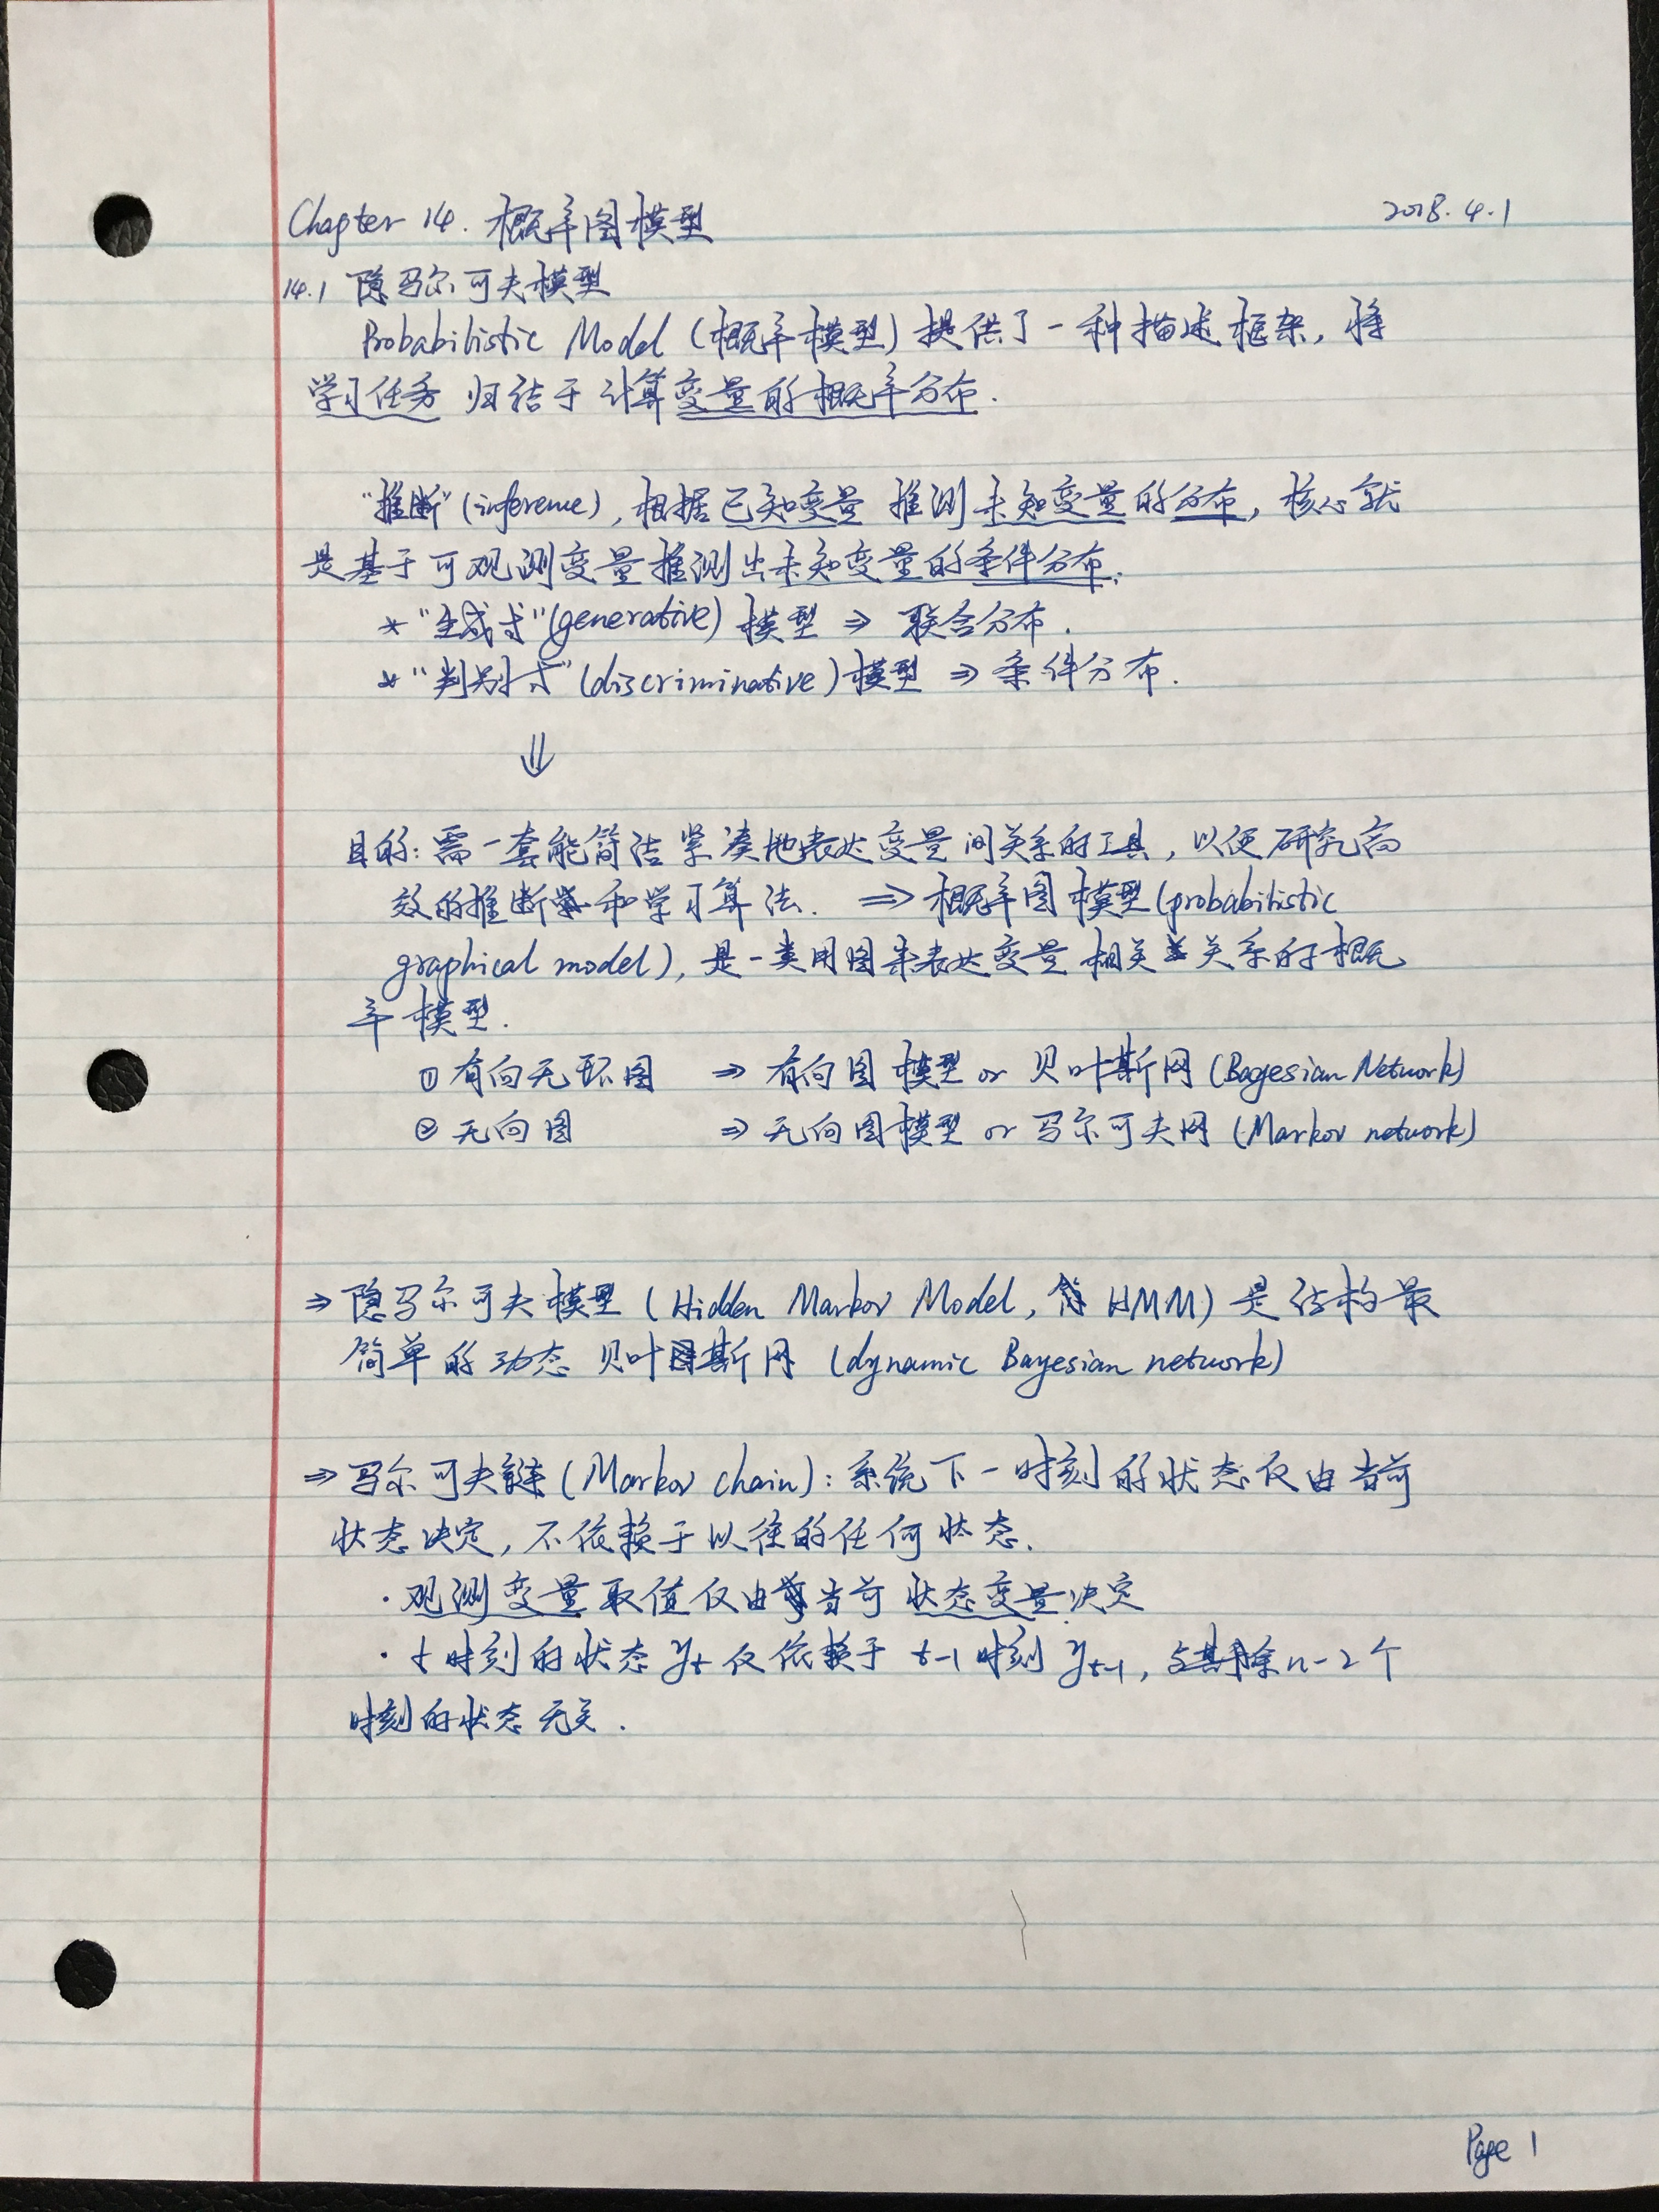 Chapter 14. 概率图模型
2018.4.1
14.1 隐马尔可夫模型
Probabilistic Model (概率模型) 提供了一种描述框架, 将
学习任务 归结于 计算变量的概率分布.
"推断" (inference), 根据已知变量 推测未知变量的分布, 核心就
是基于可观测变量推测出未知变量的条件分布.
* "生成式" (generative) 模型 ⇒ 联合分布.
* "判别式" (discriminative) 模型 ⇒ 条件分布.
⇓
目的: 需一套能简洁紧凑地表达变量间关系的工具, 以便研究高
效的推断和学习算法. ⇒ 概率图模型 (probabilistic
graphical model), 是一类用图来表达变量相关关系的概
率模型.
① 有向无环图 ⇒ 有向图模型 or 贝叶斯网 (Bayesian Network)
② 无向图 ⇒ 无向图模型 or 马尔可夫网 (Markov network)
⇒ 隐马尔可夫模型 (Hidden Markov Model, 简 HMM) 是结构最
简单的动态贝叶斯网 (dynamic Bayesian network)
⇒ 马尔可夫链 (Markov chain): 系统下一时刻的状态仅由当前
状态决定, 不依赖于以往的任何状态.
· 观测变量取值仅由当前状态变量决定
· t时刻的状态 yt 仅依赖于 t-1 时刻 yt-1, 与其余n-2个
时刻的状态无关.
Page 1